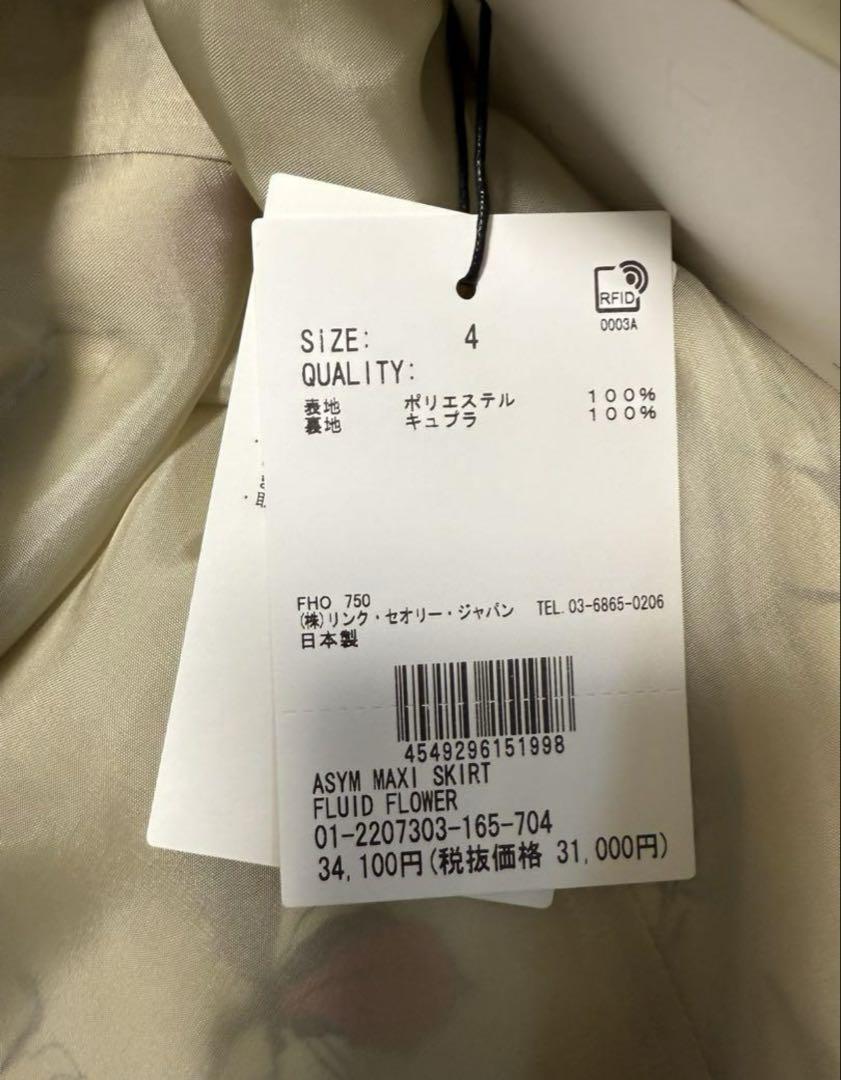 RFID
0003A
SIZE: 4
QUALITY:
表地 ポリエステル 100%
裏地 キュプラ 100%
FHO 750
(株)リンク・セオリー・ジャパン TEL.03-6865-0206
日本製
4549296151998
ASYM MAXI SKIRT
FLUID FLOWER
01-2207303-165-704
34,100円(税抜価格 31,000円)